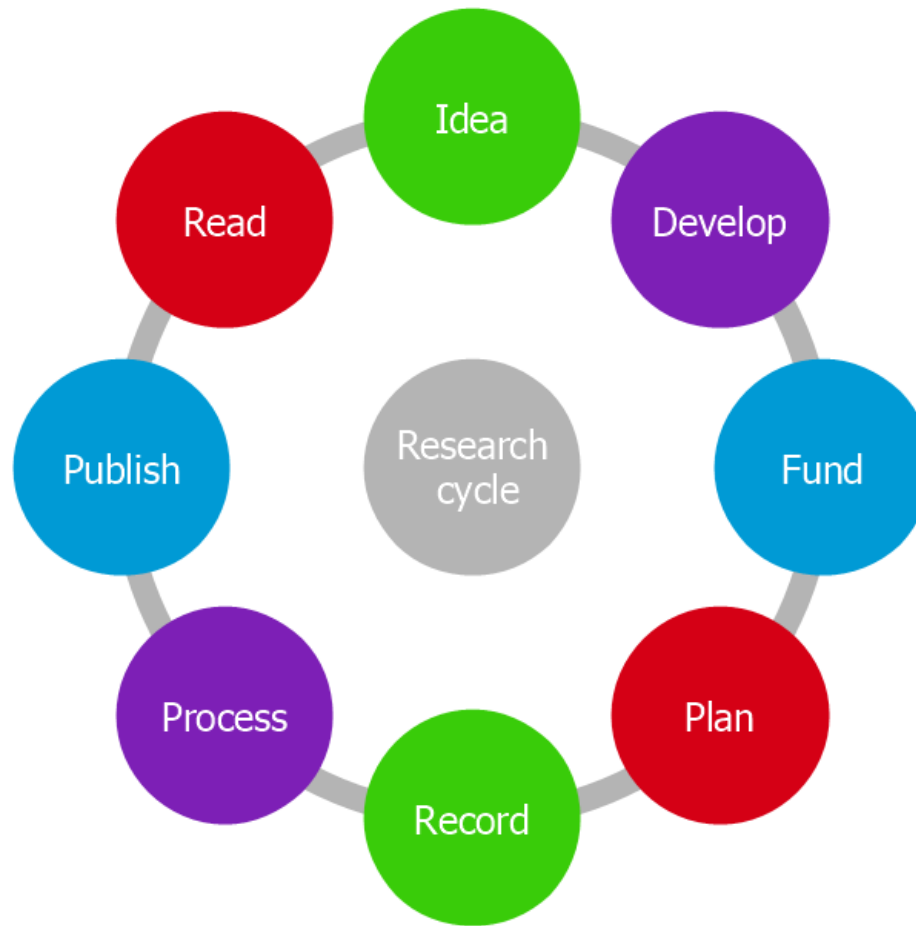 Idea
Develop
Fund
Plan
Record
Process
Publish
Read
Research
cycle